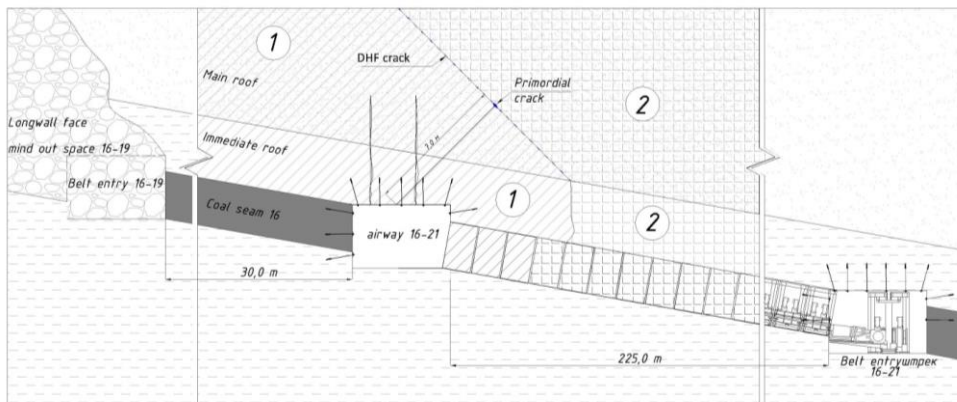 1
DHF crack
Main roof
Primordial
crack
2
Longwall face
mind out space 16-19
Immediate roof
7,0 m
Belt entry 16-19
Coal seam 16
1
airway 16-21
2
30,0 m
225,0 m
Belt entryштрек
16-21